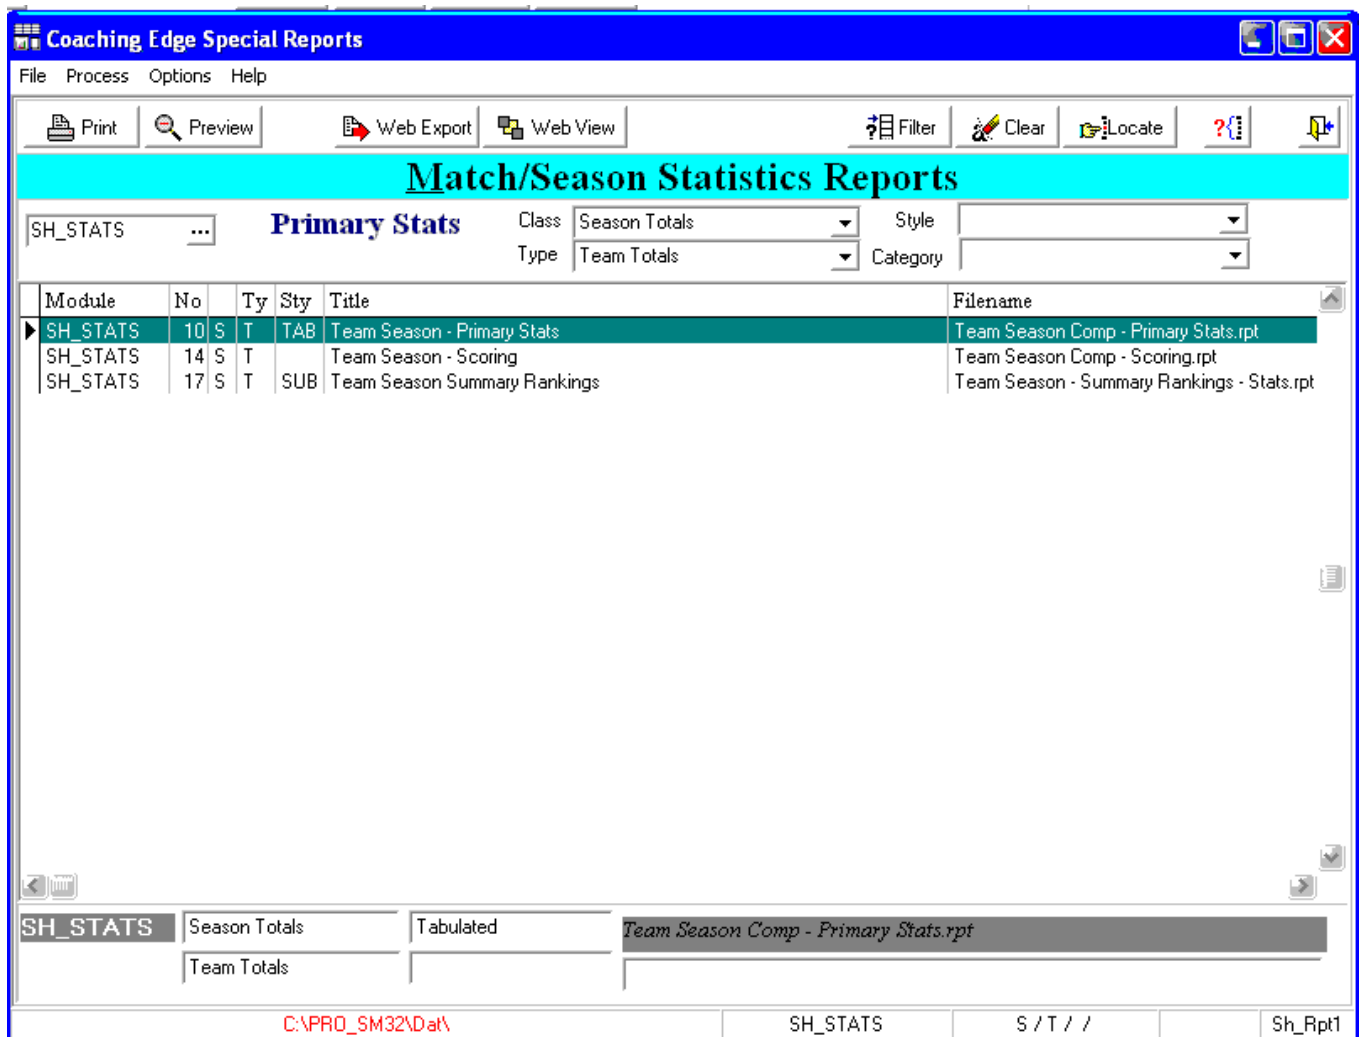 Coaching Edge Special Reports
File Process Options Help
Print Preview Web Export Web View Filter Clear Locate ?{
Match/Season Statistics Reports
SH_STATS ... Primary Stats Class Season Totals Style
Type Team Totals Category
Module No Ty Sty Title Filename
SH_STATS 10 S T TAB Team Season - Primary Stats Team Season Comp - Primary Stats.rpt
SH_STATS 14 S T Team Season - Scoring Team Season Comp - Scoring.rpt
SH_STATS 17 S T SUB Team Season Summary Rankings Team Season - Summary Rankings - Stats.rpt
SH_STATS Season Totals Tabulated Team Season Comp - Primary Stats.rpt
Team Totals
C:\PRO_SM32\Dat\ SH_STATS S / T / / Sh_Rpt1